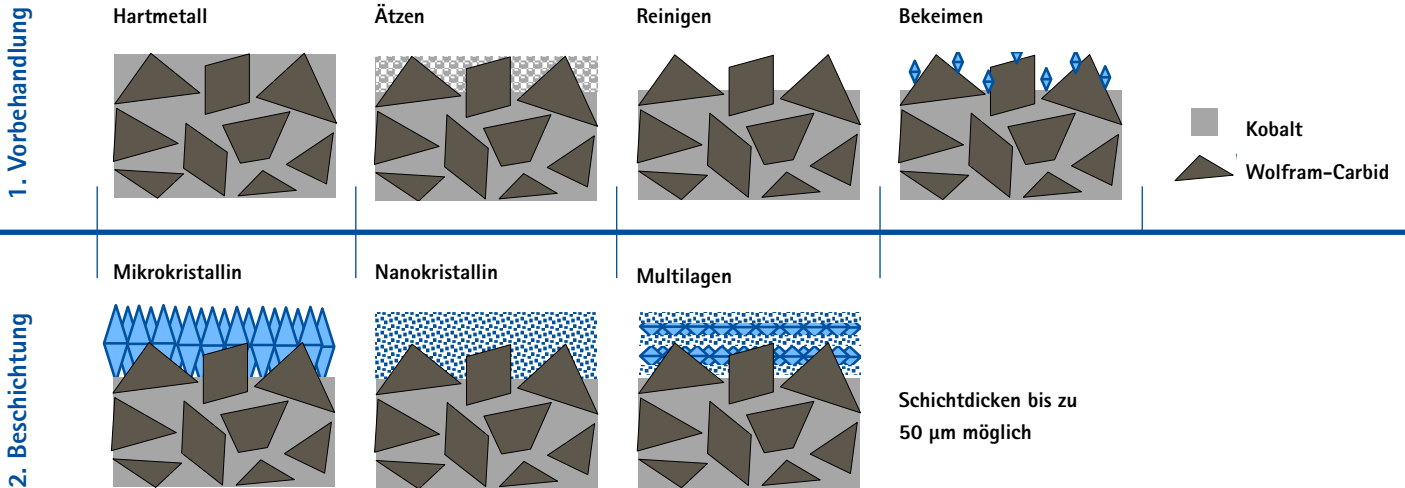 1. Vorbehandlung
Hartmetall
Ätzen
Reinigen
Bekeimen
Kobalt
Wolfram-Carbid
2. Beschichtung
Mikrokristallin
Nanokristallin
Multilagen
Schichtdicken bis zu
50 µm möglich